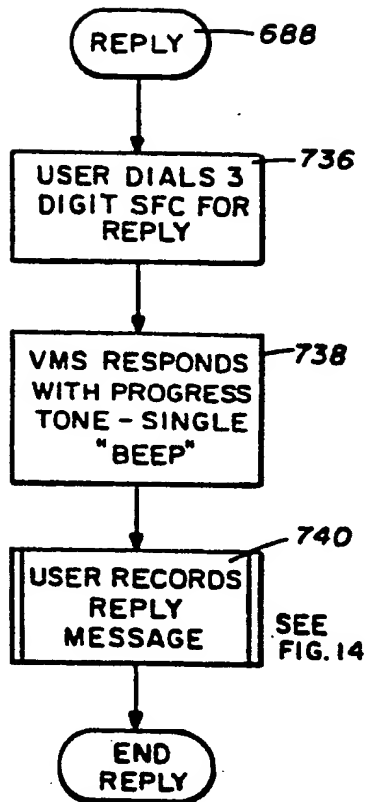 REPLY
688
736
USER DIALS 3
DIGIT SFC FOR
REPLY
738
VMS RESPONDS
WITH PROGRESS
TONE - SINGLE
"BEEP"
740
USER RECORDS
REPLY
MESSAGE
SEE
FIG. 14
END
REPLY